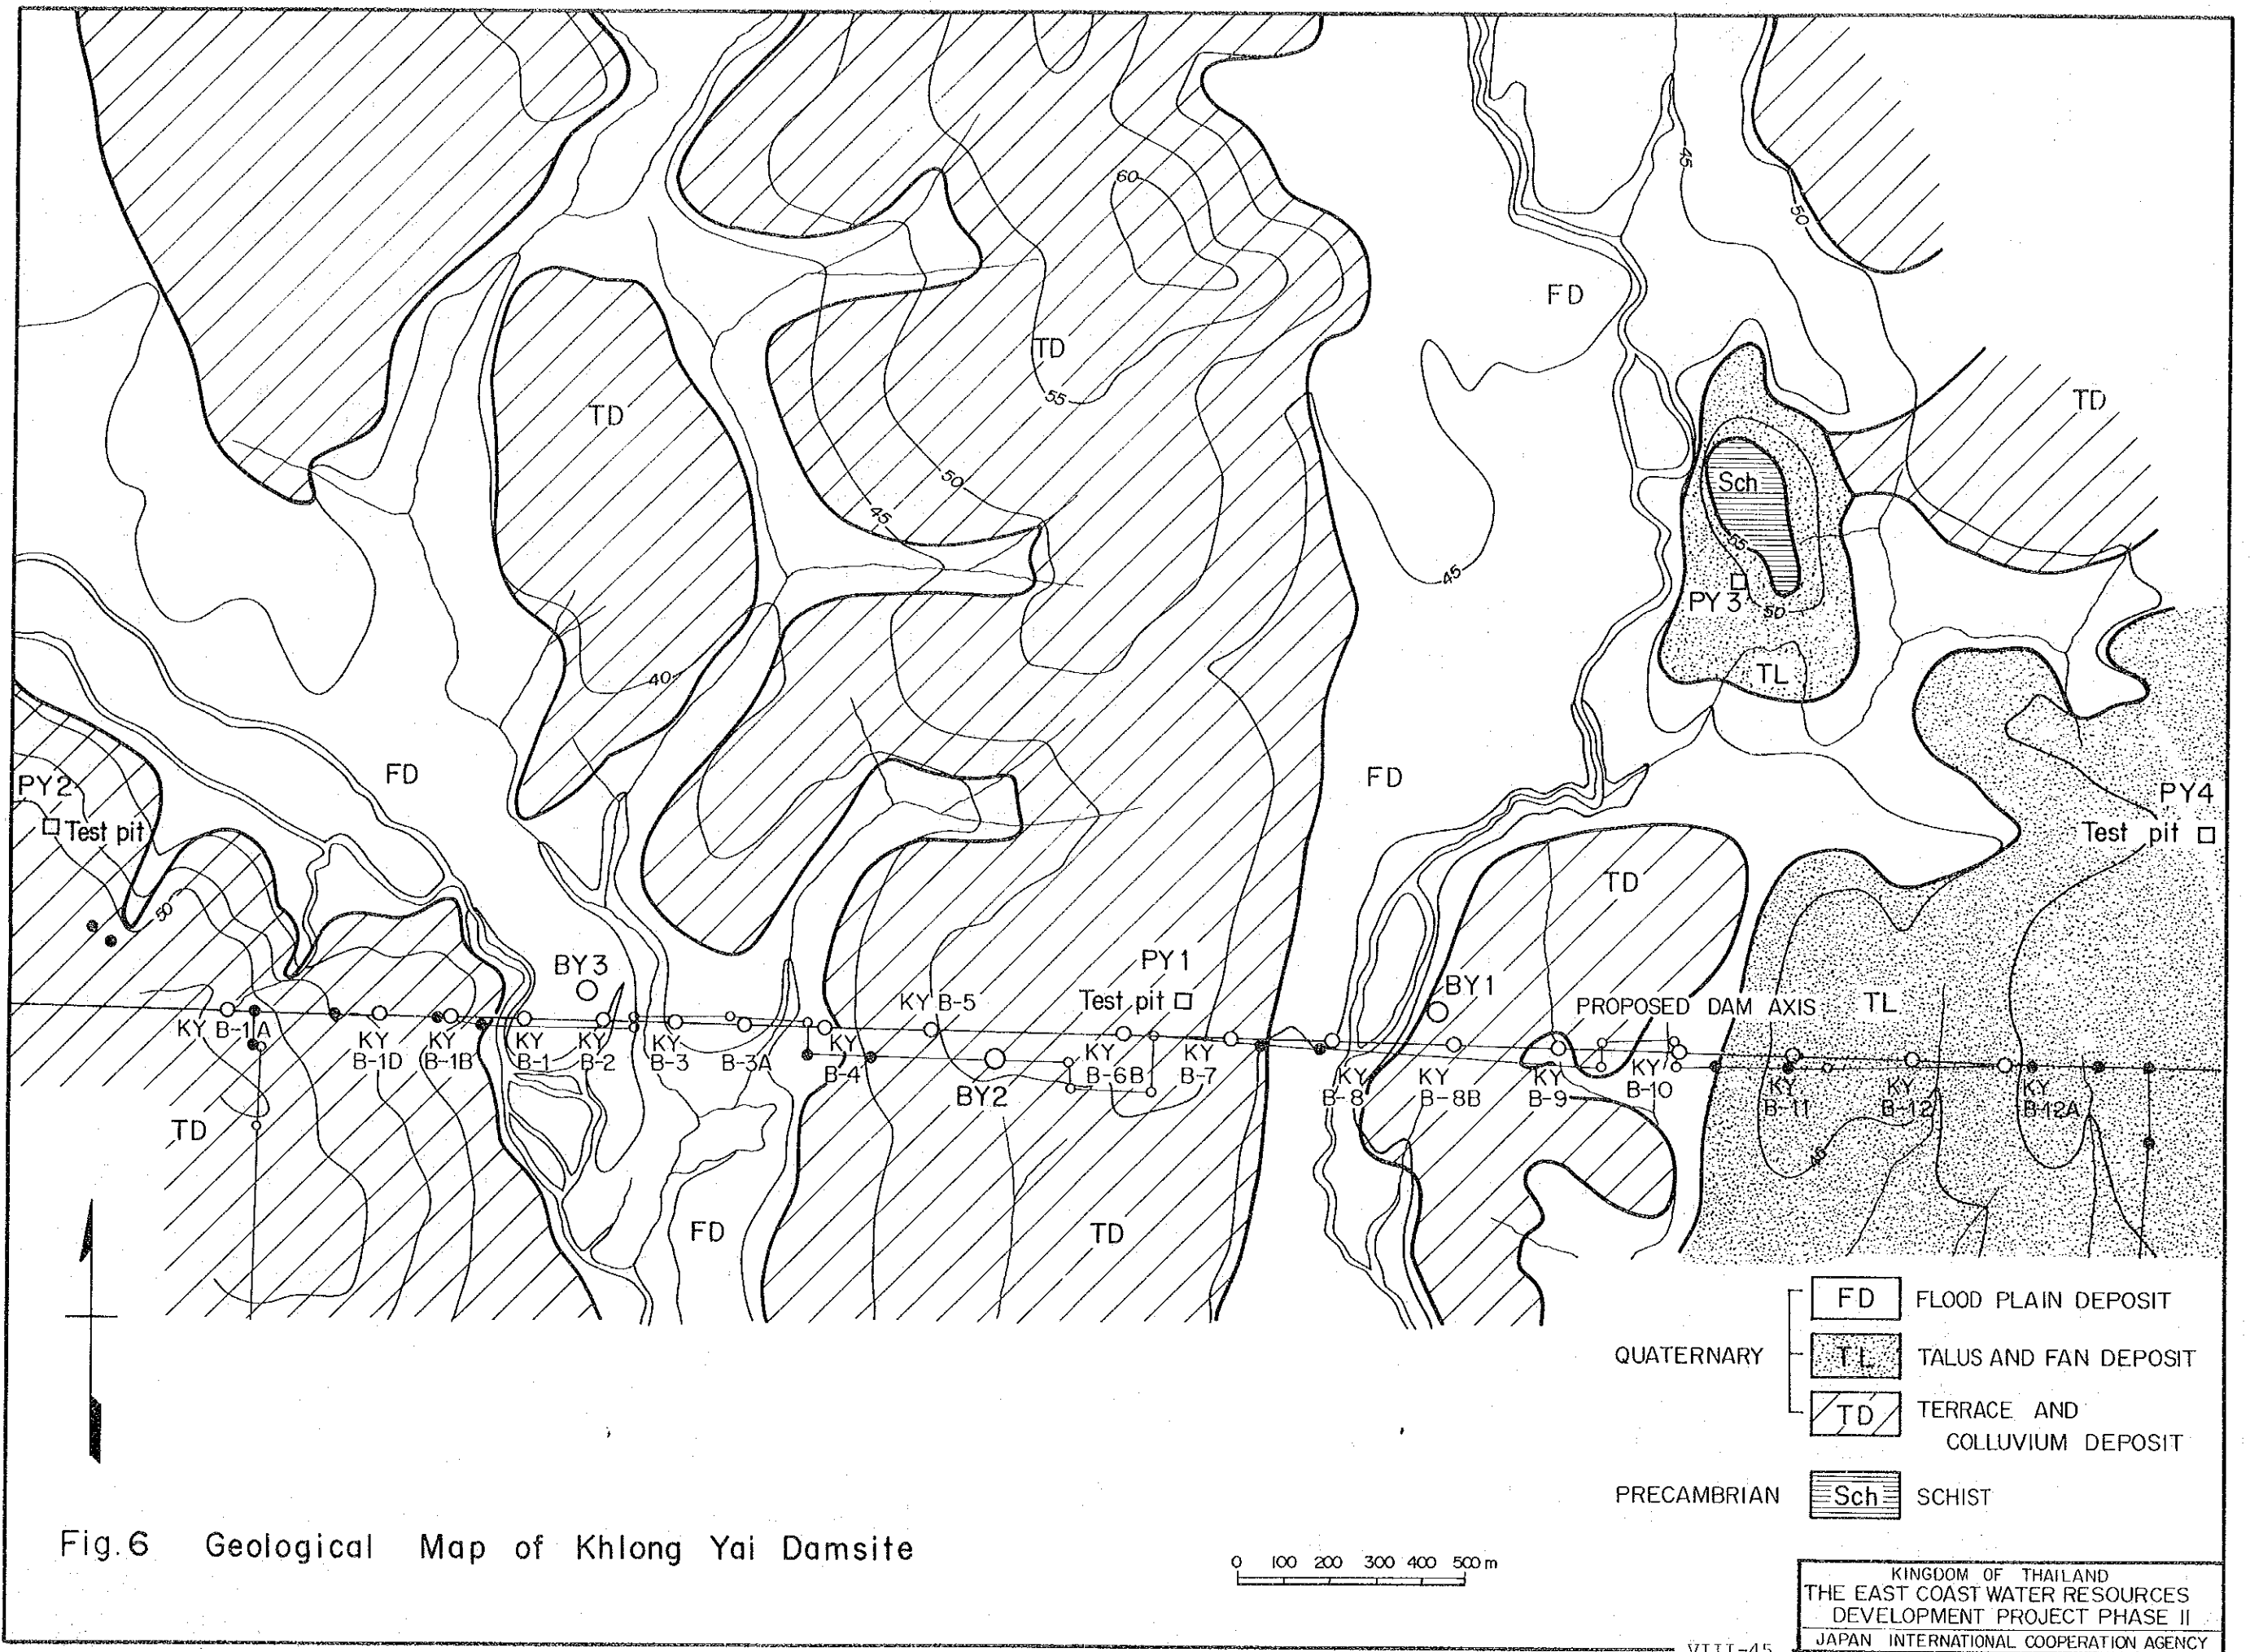 60
45
50
FD
TD
55
TD
TD
50
45
Sch
55
45
PY 3
50
TL
40
FD
FD
PY2
Test pit
PY4
Test pit
TD
50
BY3
PY1
Test pit
BY1
KY B-5
PROPOSED DAM AXIS
TL
KY B-1A
KY
B-1D
KY
B-1B
KY
B-1
KY
B-2
KY
B-3
B-3A
KY
B-4
BY2
KY
B-6B
KY
B-7
KY
B-8
KY
B-8B
KY
B-9
KY
B-10
KY
B-11
KY
B-12
KY
B-12A
TD
FD
TD
QUATERNARY
FD FLOOD PLAIN DEPOSIT
TL TALUS AND FAN DEPOSIT
TD TERRACE AND
COLLUVIUM DEPOSIT
PRECAMBRIAN Sch SCHIST
Fig.6 Geological Map of Khlong Yai Damsite
0 100 200 300 400 500 m
KINGDOM OF THAILAND
THE EAST COAST WATER RESOURCES
DEVELOPMENT PROJECT PHASE II
JAPAN INTERNATIONAL COOPERATION AGENCY
VIII-45